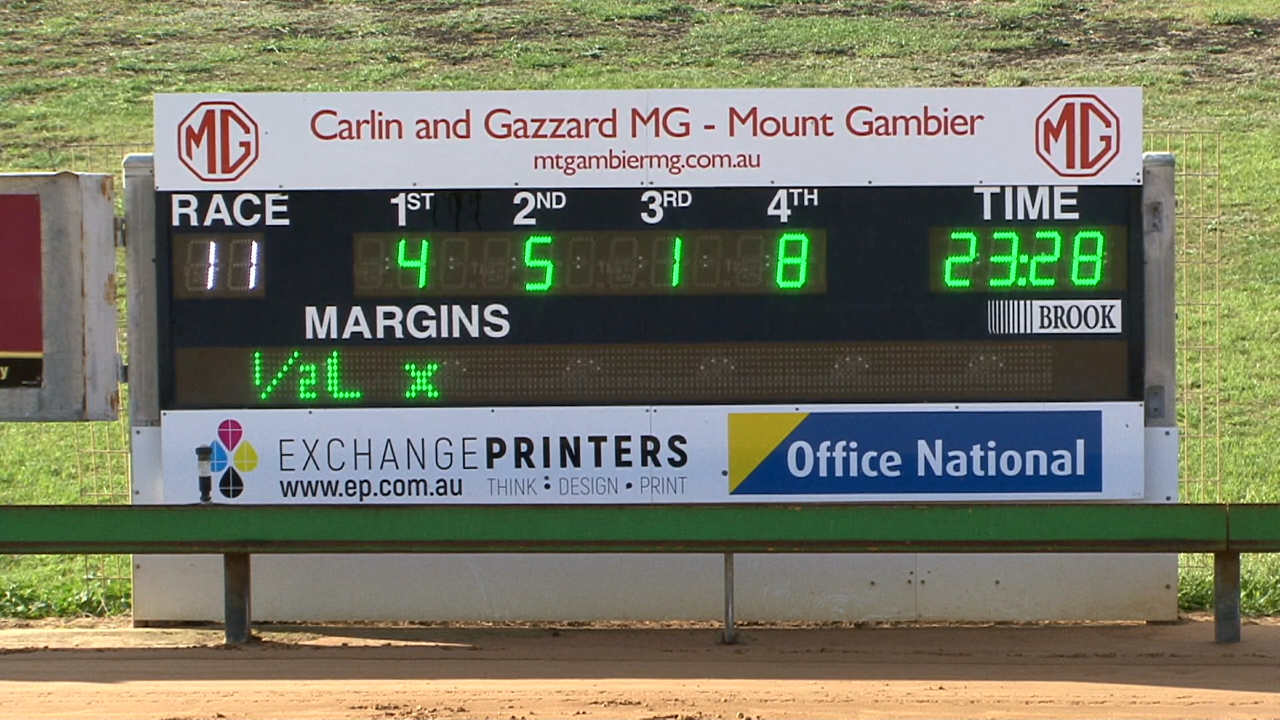 MG Carlin and Gazzard MG - Mount Gambier MG
mtgambiermg.com.au
RACE 1ST 2ND 3RD 4TH TIME
11 4 5 1 8 23:28
MARGINS BROOK
1/2L x
EXCHANGEPRINTERS Office National
www.ep.com.au THINK • DESIGN • PRINT